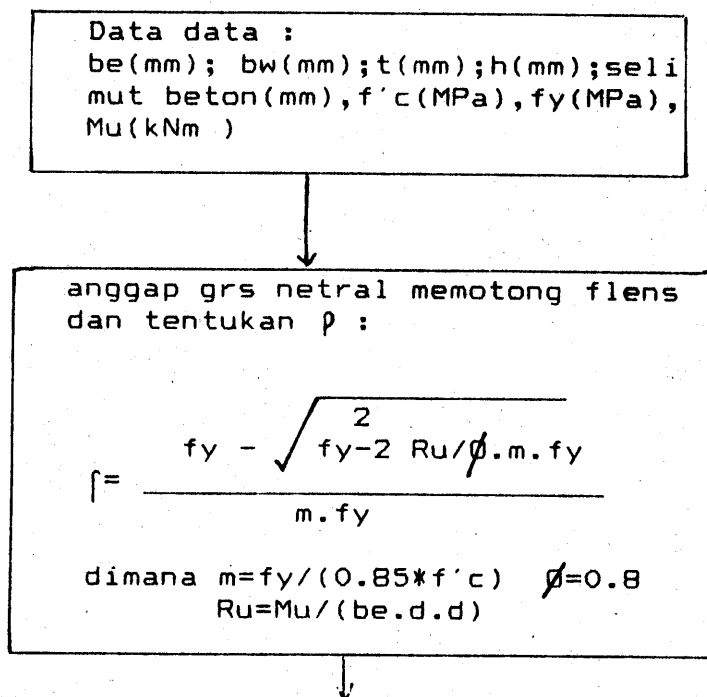 Data data :
be(mm); bw(mm);t(mm);h(mm);seli
mut beton(mm),f'c(MPa),fy(MPa),
Mu(kNm )
anggap grs netral memotong flens
dan tentukan ρ :
2
fy - √ fy-2 Ru/ø.m.fy
ρ=
m.fy
dimana m=fy/(0.85*f'c) ø=0.8
Ru=Mu/(be.d.d)